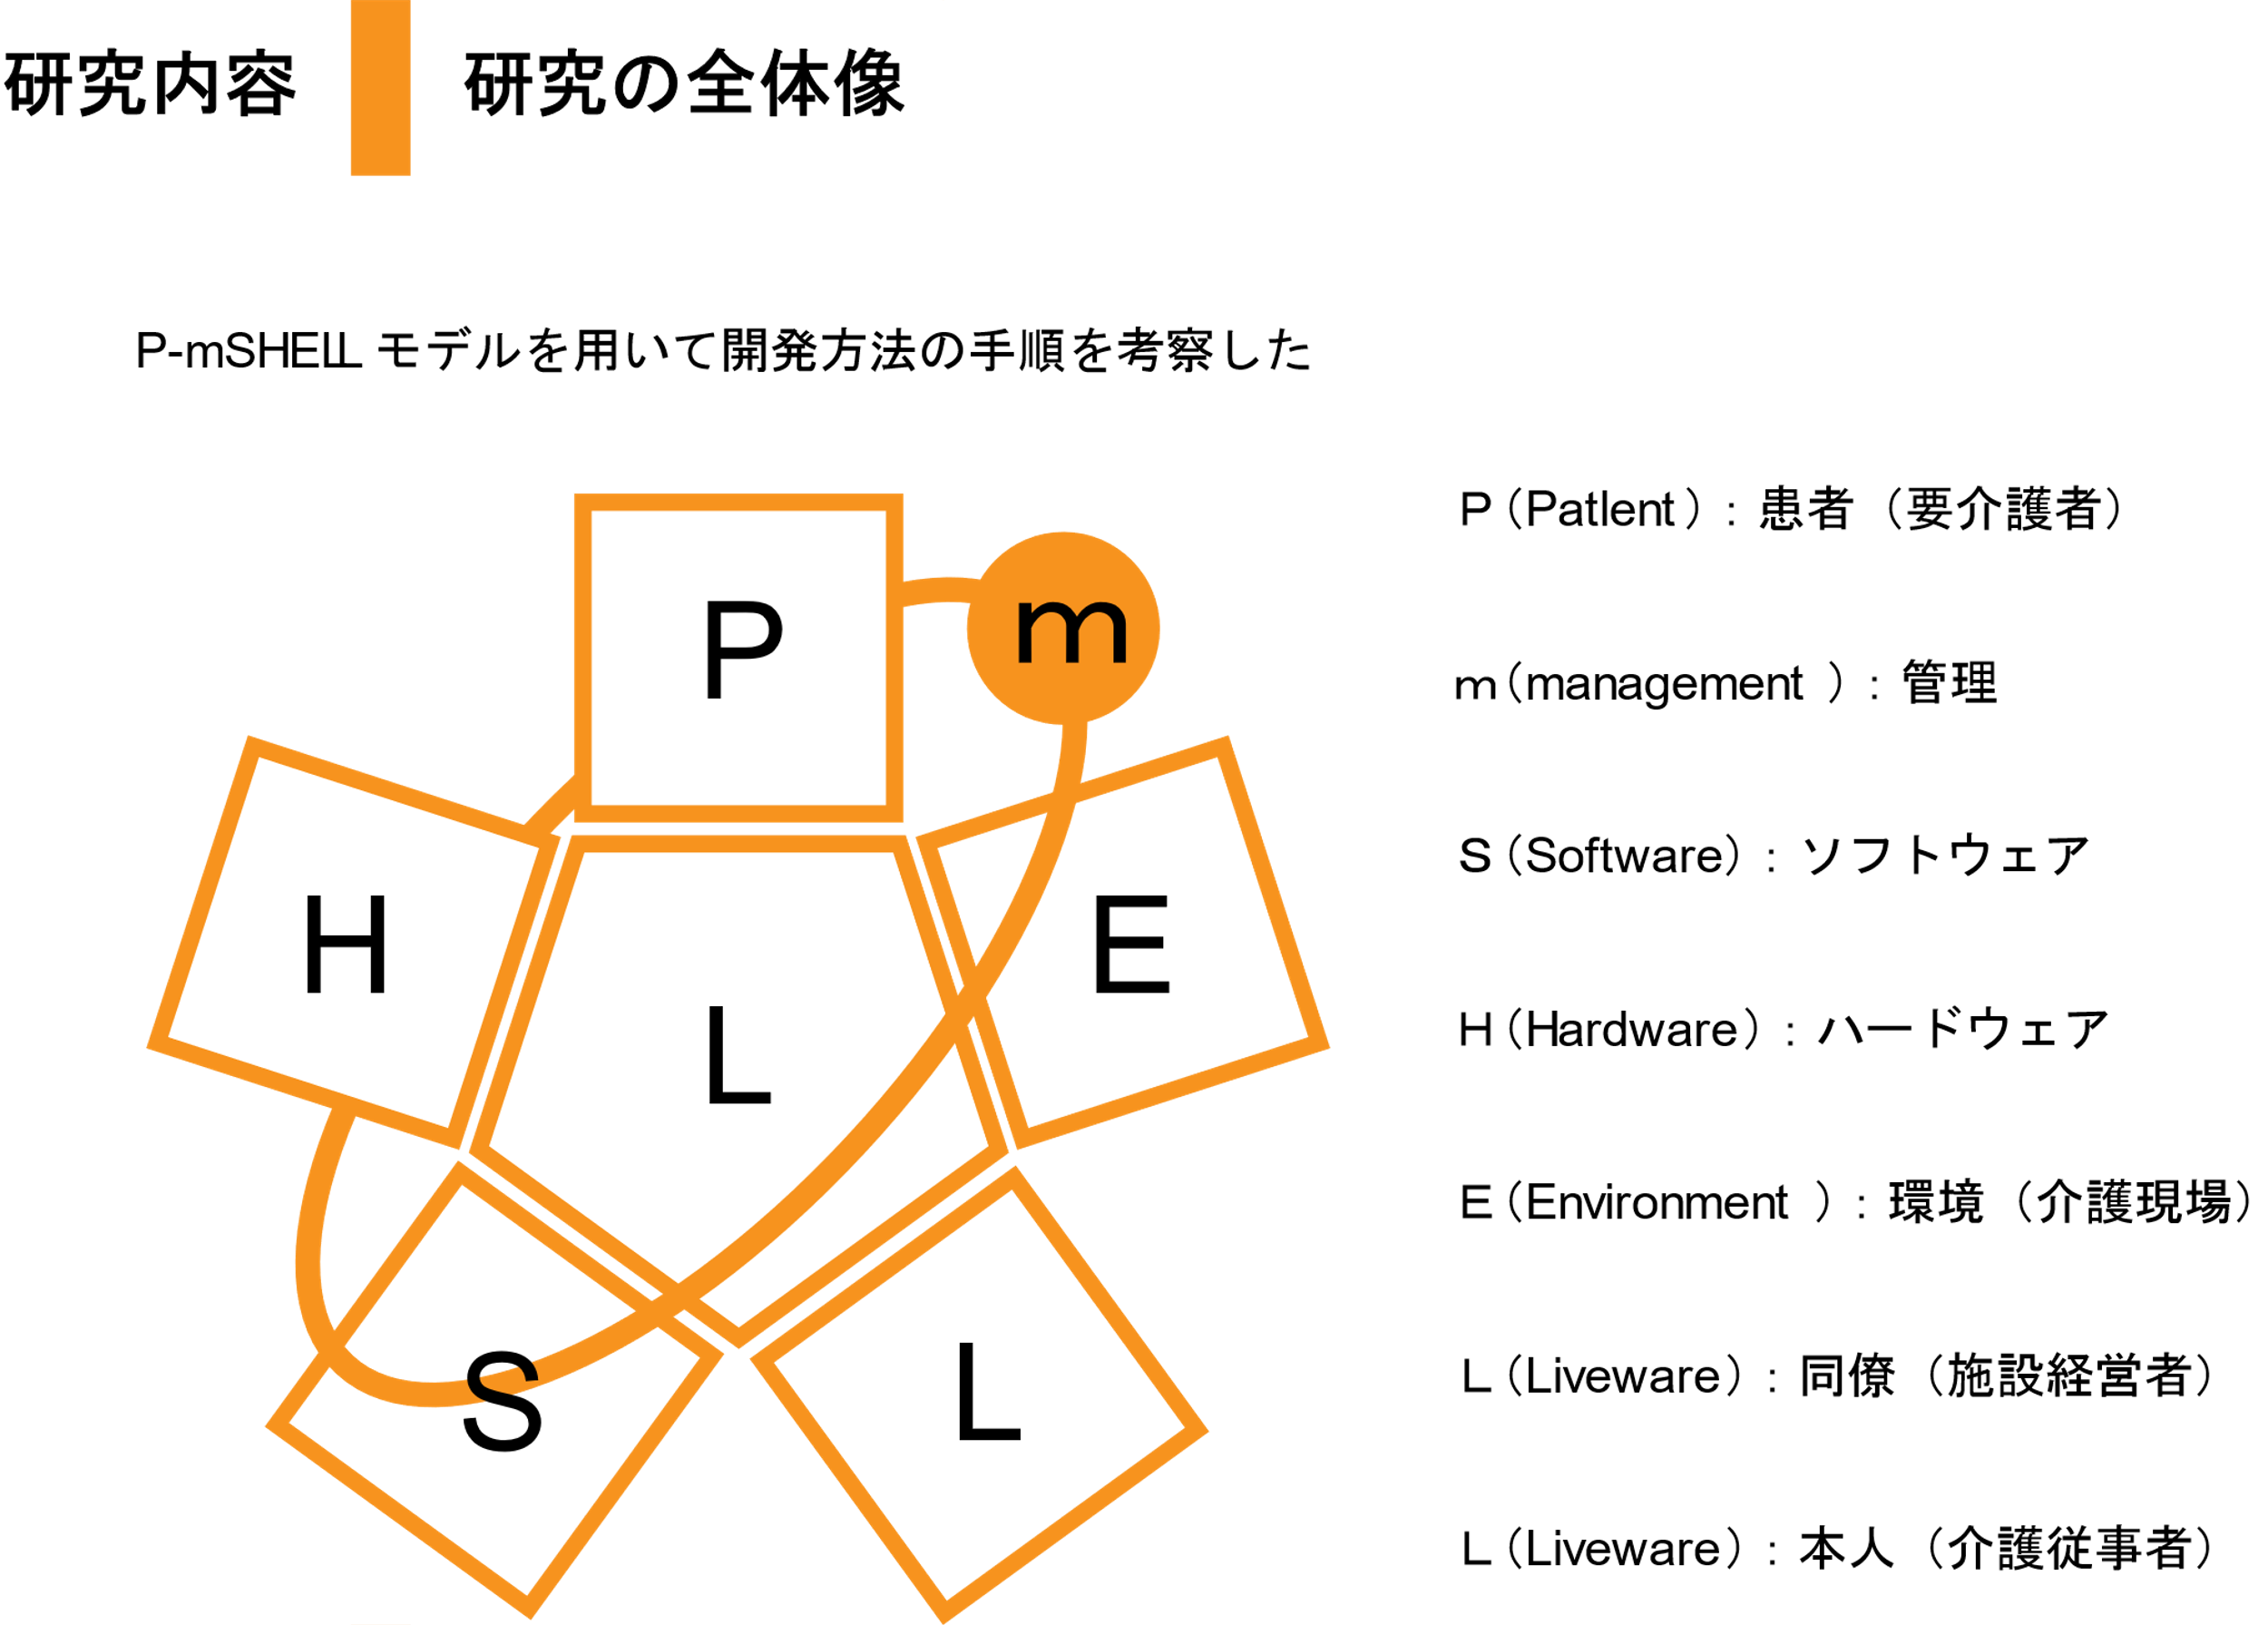 研究内容 研究の全体像
P-mSHELL モデルを用いて開発方法の手順を考察した
P
m
H
E
L
S
L
P（Patlent）：患者（要介護者）
m（management ）：管理
S（Software）：ソフトウェア
H（Hardware）：ハードウェア
E（Environment ）：環境（介護現場）
L（Liveware）：同僚（施設経営者）
L（Liveware）：本人（介護従事者）